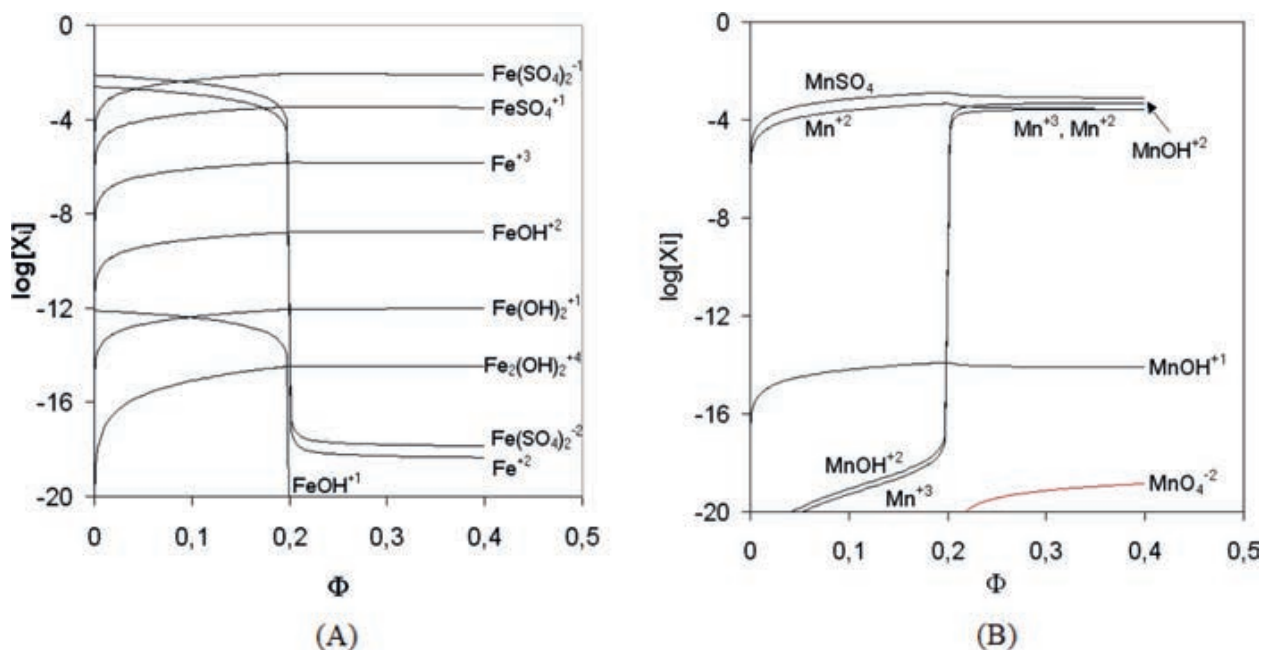 0
-4
-8
-12
-16
-20
log[Xi]
Fe(SO₄)₂⁻¹
FeSO₄⁺¹
Fe⁺³
FeOH⁺²
Fe(OH)₂⁺¹
Fe₂(OH)₂⁺⁴
Fe(SO₄)₂⁻²
Fe⁺²
FeOH⁺¹
0 0,1 0,2 0,3 0,4 0,5
Φ
(A)
0
-4
-8
-12
-16
-20
log[Xi]
MnSO₄
Mn⁺²
Mn⁺³, Mn⁺²
MnOH⁺²
MnOH⁺¹
MnOH⁺²
Mn⁺³
MnO₄⁻²
0 0,1 0,2 0,3 0,4 0,5
Φ
(B)